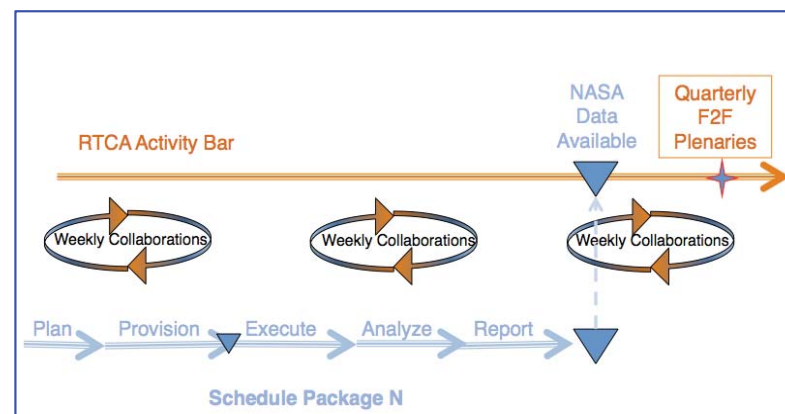 NASA
Data
Available
Quarterly
F2F
Plenaries
RTCA Activity Bar
Weekly Collaborations
Weekly Collaborations
Weekly Collaborations
Plan
Provision
Execute
Analyze
Report
Schedule Package N